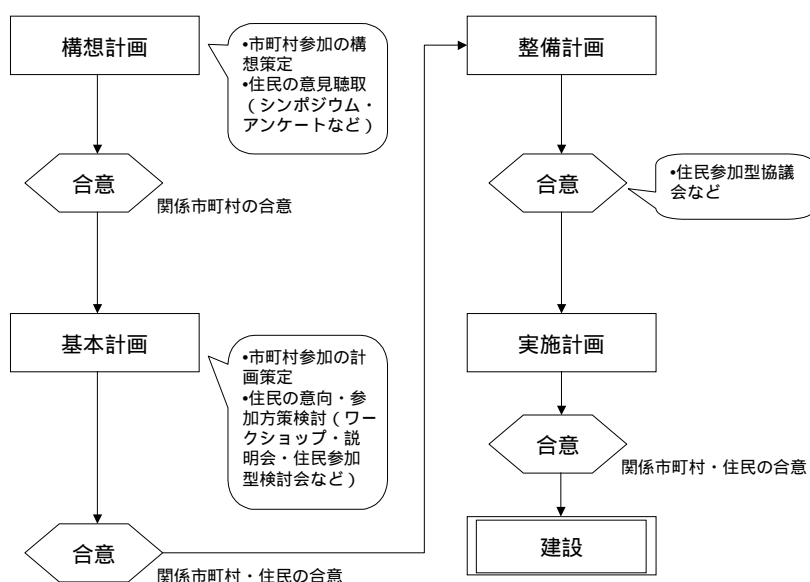 構想計画
•市町村参加の構
想策定
•住民の意見聴取
（シンポジウム・
アンケートなど）
合意
関係市町村の合意
基本計画
•市町村参加の計
画策定
•住民の意向・参
加方策検討（ワー
クショップ・説
明会・住民参加
型検討会など）
合意
関係市町村・住民の合意
整備計画
合意
•住民参加型協議
会など
実施計画
合意
関係市町村・住民の合意
建設